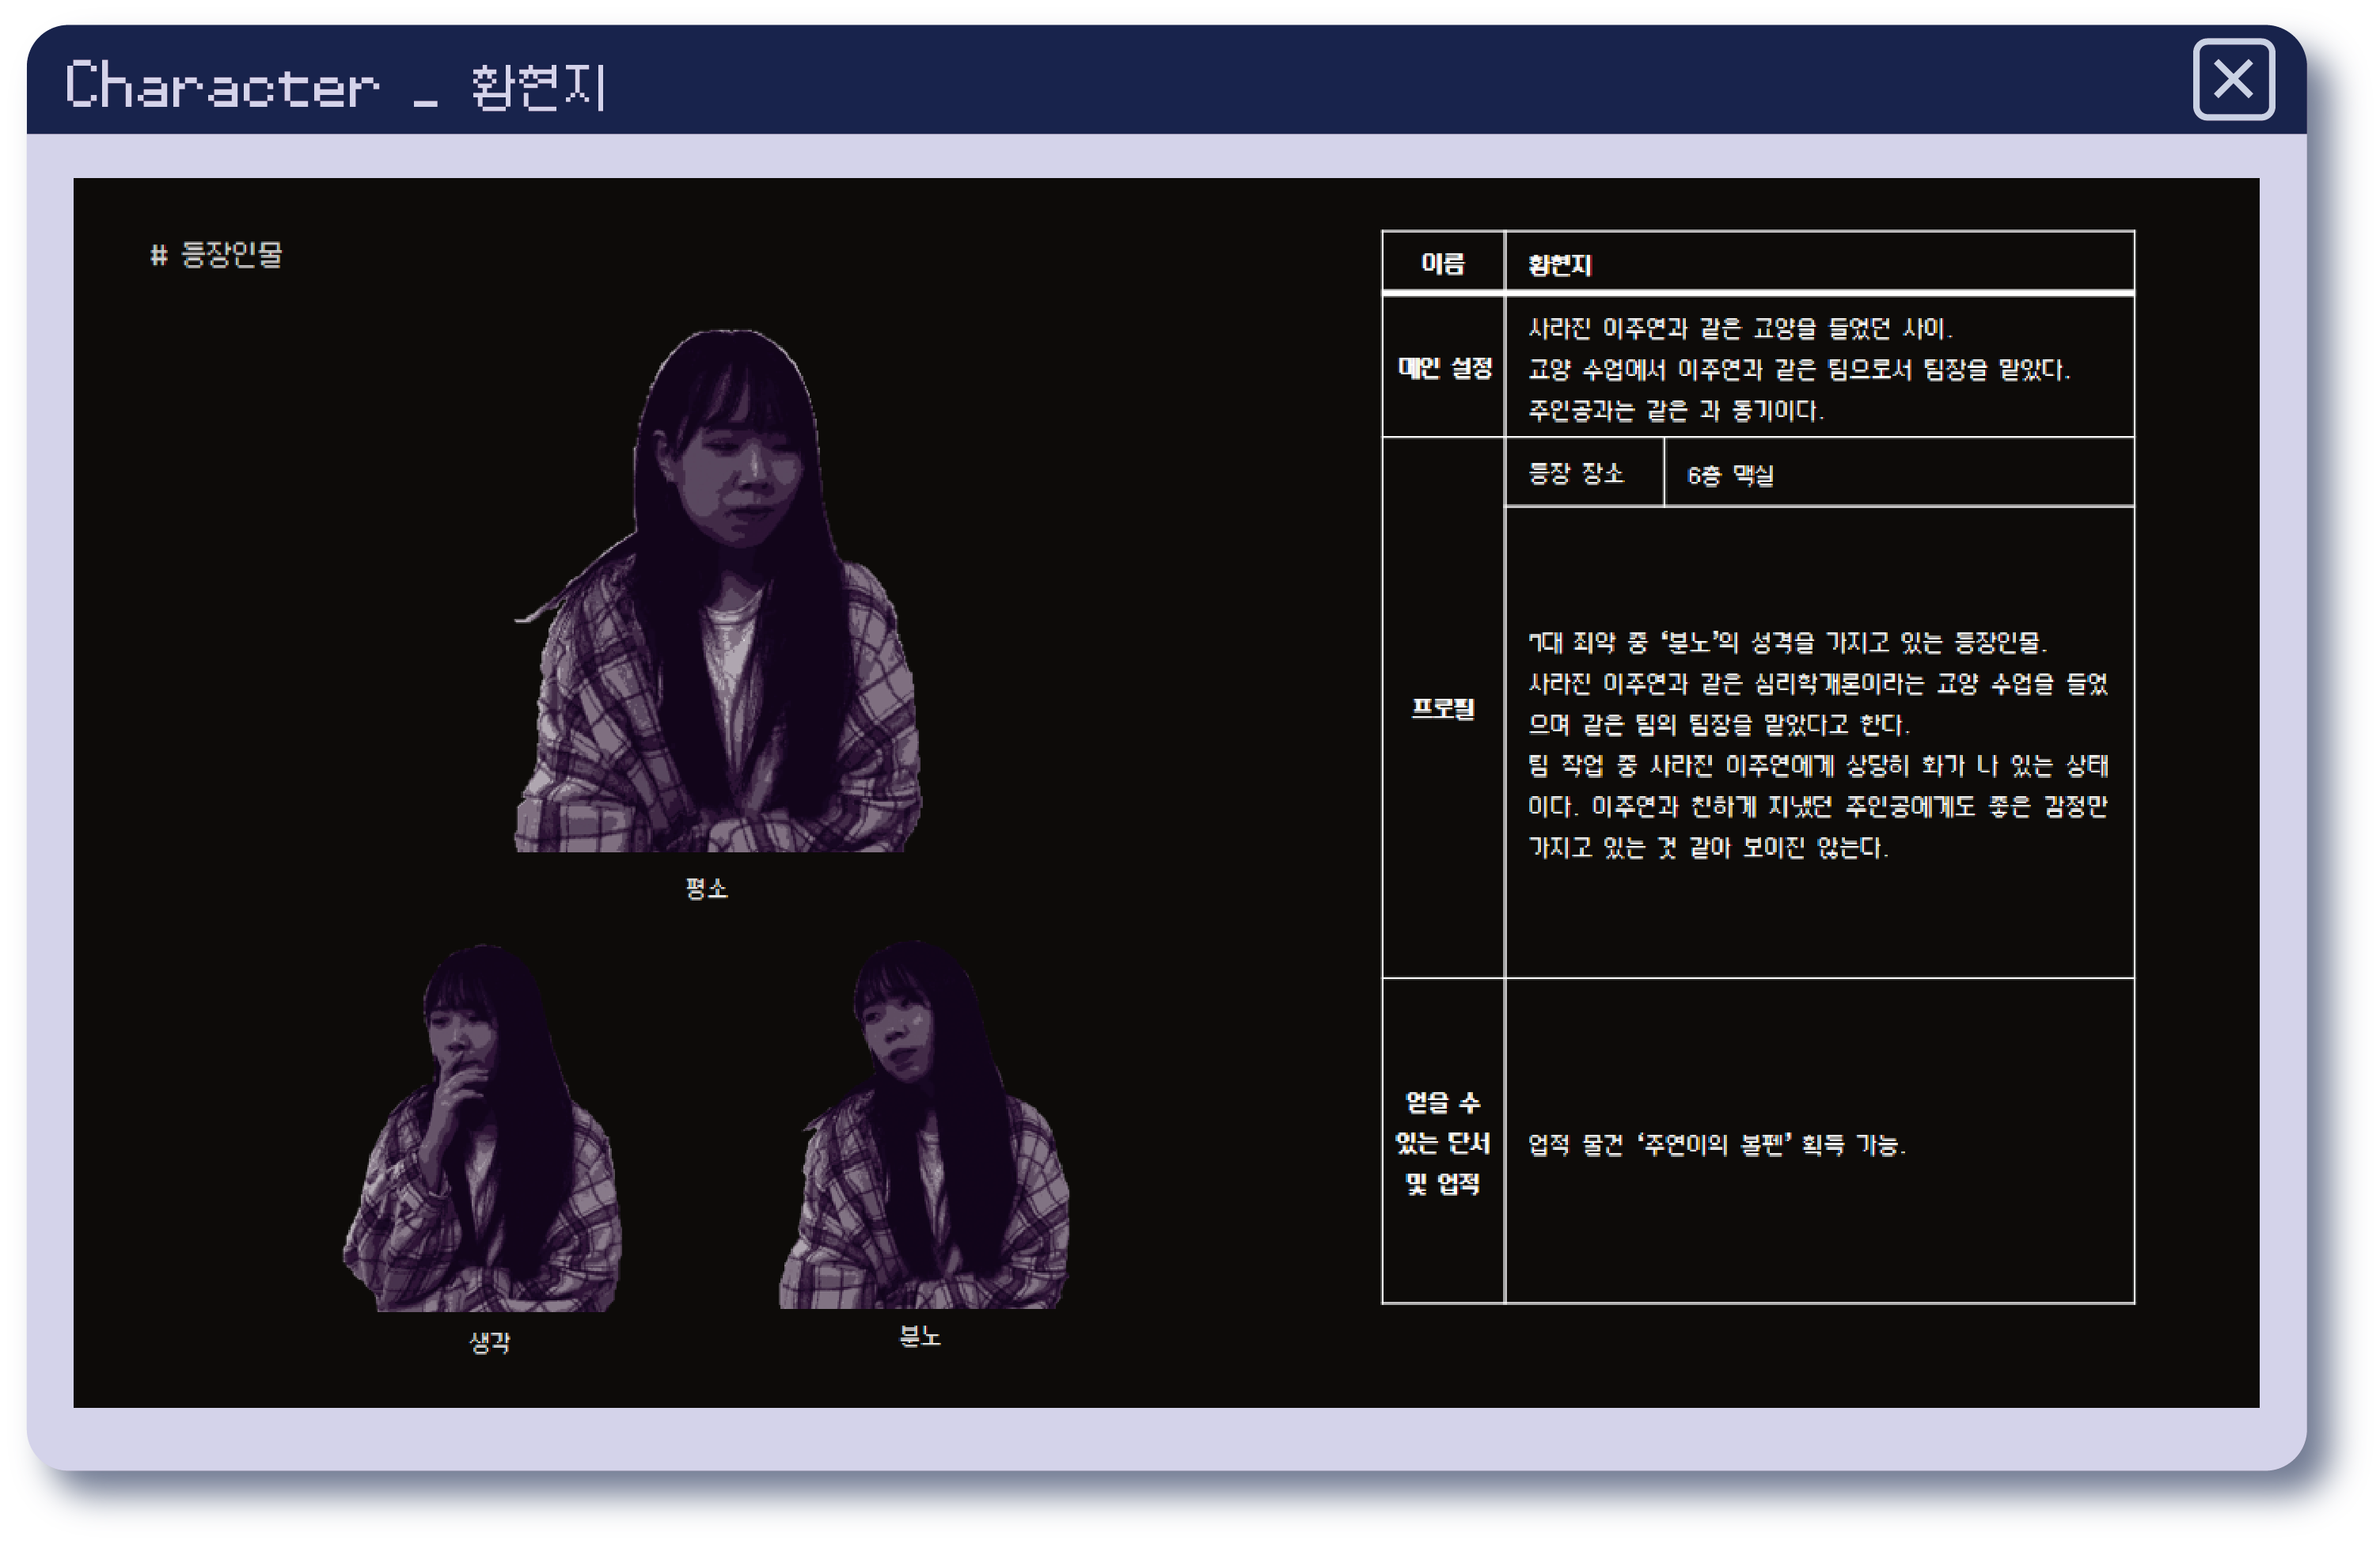 Character _ 황현지
# 등장인물
평소
생각
분노
이름
황현지
메인 설정
사라진 이주연과 같은 교양을 들었던 사이.
교양 수업에서 이주연과 같은 팀으로서 팀장을 맡았다.
주인공과는 같은 과 동기이다.
프로필
등장 장소
6층 맥실
7대 죄악 중 ‘분노’의 성격을 가지고 있는 등장인물.
사라진 이주연과 같은 심리학개론이라는 교양 수업을 들었
으며 같은 팀의 팀장을 맡았다고 한다.
팀 작업 중 사라진 이주연에게 상당히 화가 나 있는 상태
이다. 이주연과 친하게 지냈던 주인공에게도 좋은 감정만
가지고 있는 것 같아 보이진 않는다.
얻을 수
있는 단서
및 업적
업적 물건 ‘주연이의 볼펜’ 획득 가능.